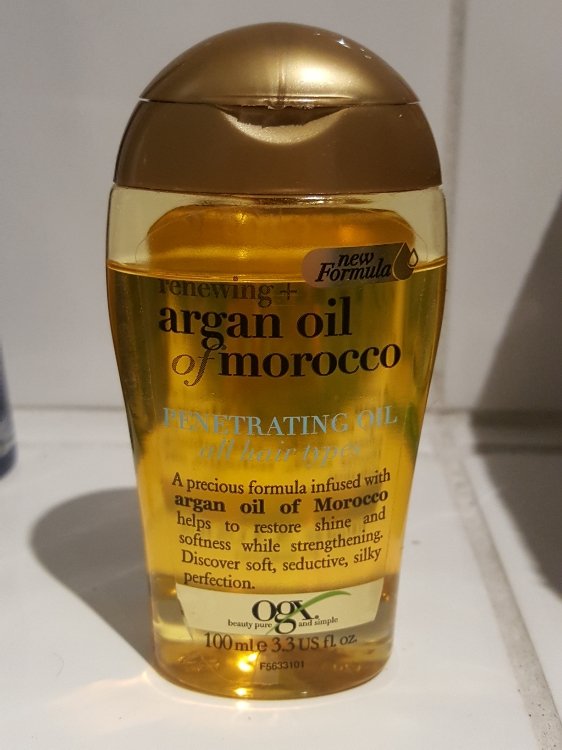 new
Formula
renewing +
argan oil
of morocco
PENETRATING OIL
all hair types
A precious formula infused with
argan oil of Morocco
helps to restore shine and
softness while strengthening.
Discover soft, seductive, silky
perfection.
ogx.
beauty pure and simple
100 ml e 3.3 US fl. oz.
F5633101